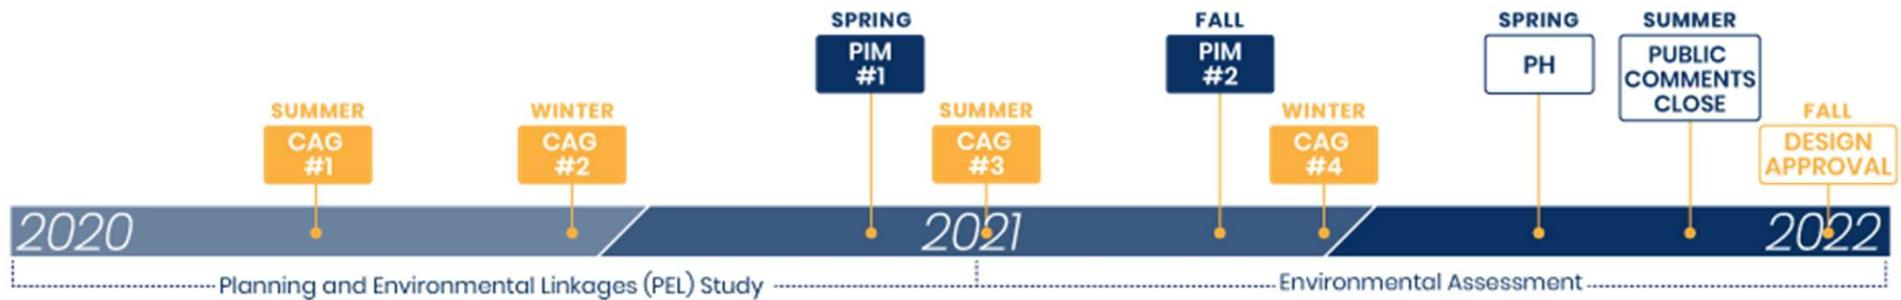 SPRING
PIM
#1
FALL
PIM
#2
SPRING
PH
SUMMER
PUBLIC
COMMENTS
CLOSE
SUMMER
CAG
#1
WINTER
CAG
#2
SUMMER
CAG
#3
WINTER
CAG
#4
FALL
DESIGN
APPROVAL
2020
2021
2022
Planning and Environmental Linkages (PEL) Study
Environmental Assessment